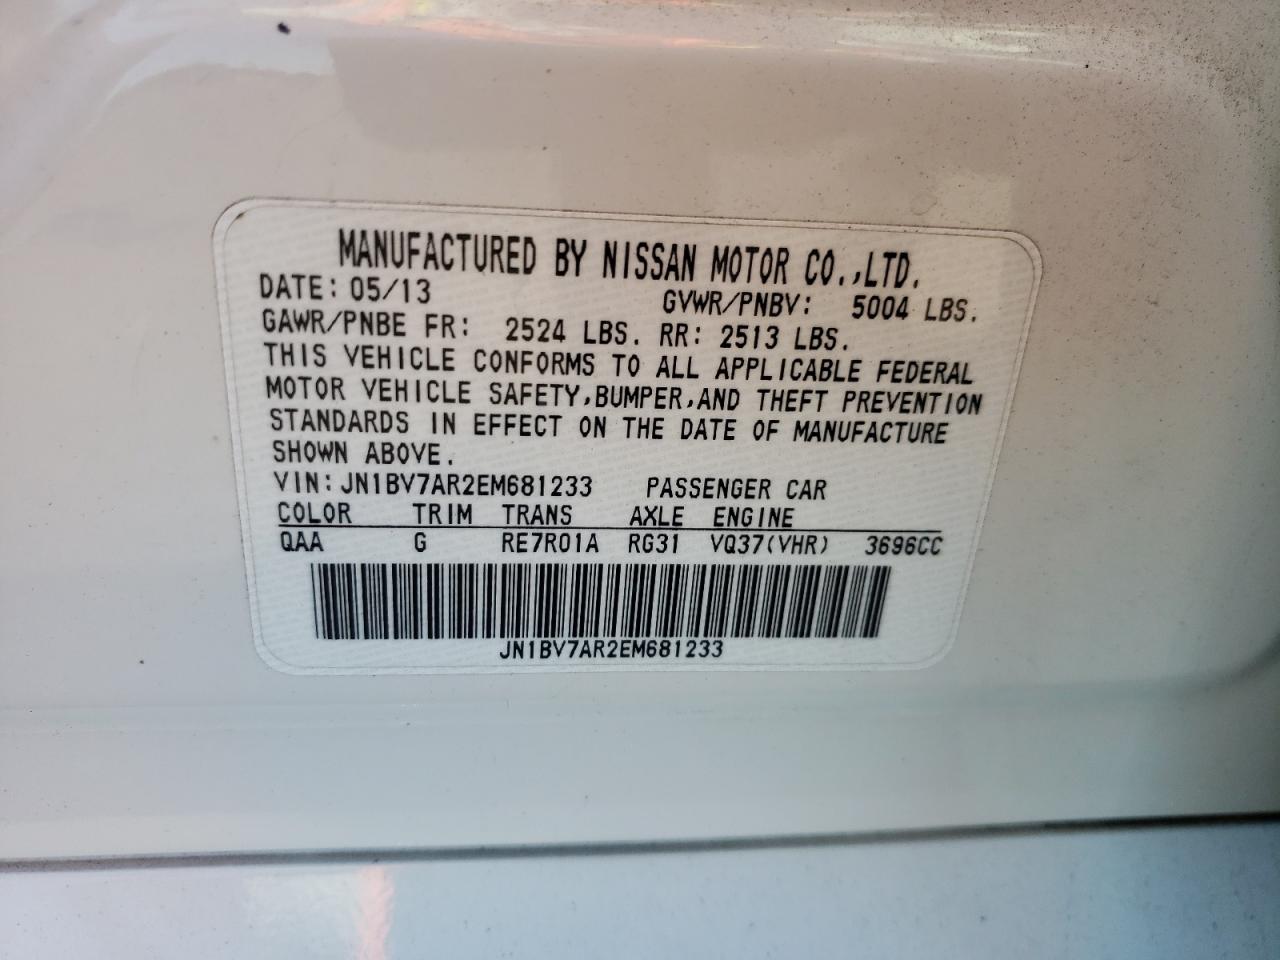 MANUFACTURED BY NISSAN MOTOR CO.,LTD.
DATE: 05/13 GVWR/PNBV: 5004 LBS.
GAWR/PNBE FR: 2524 LBS. RR: 2513 LBS.
THIS VEHICLE CONFORMS TO ALL APPLICABLE FEDERAL
MOTOR VEHICLE SAFETY,BUMPER,AND THEFT PREVENTION
STANDARDS IN EFFECT ON THE DATE OF MANUFACTURE
SHOWN ABOVE.
VIN: JN1BV7AR2EM681233 PASSENGER CAR
COLOR TRIM TRANS AXLE ENGINE
QAA G RE7R01A RG31 VQ37(VHR) 3696CC
JN1BV7AR2EM681233